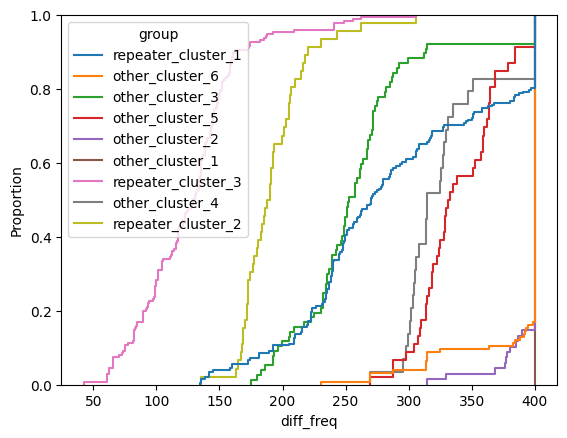 group
repeater_cluster_1
other_cluster_6
other_cluster_3
other_cluster_5
other_cluster_2
other_cluster_1
repeater_cluster_3
other_cluster_4
repeater_cluster_2
1.0
0.8
0.6
0.4
0.2
0.0
Proportion
50 100 150 200 250 300 350 400
diff_freq